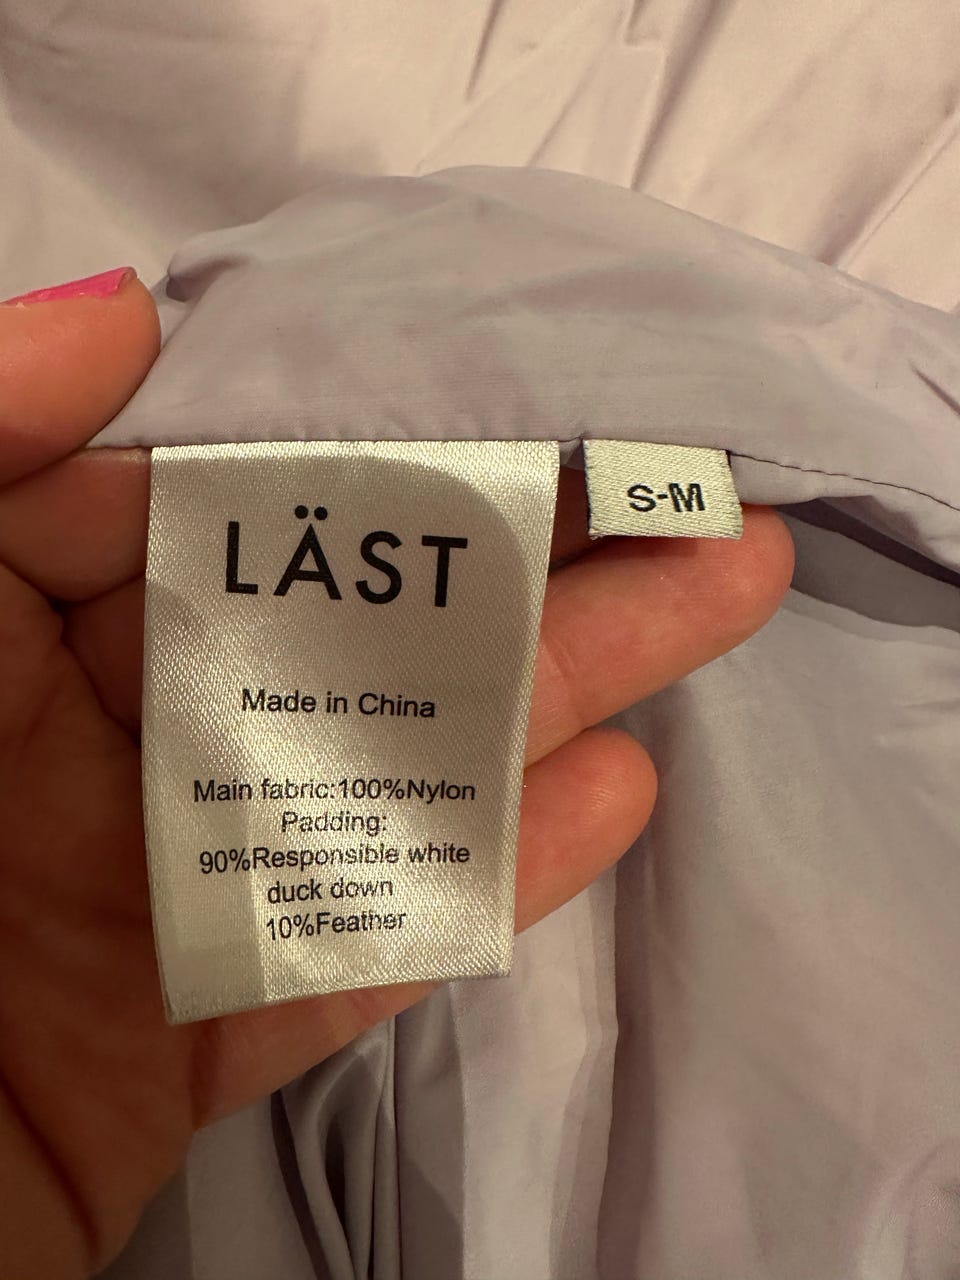 LÄST
S-M
Made in China
Main fabric:100%Nylon
Padding:
90%Responsible white
duck down
10%Feather